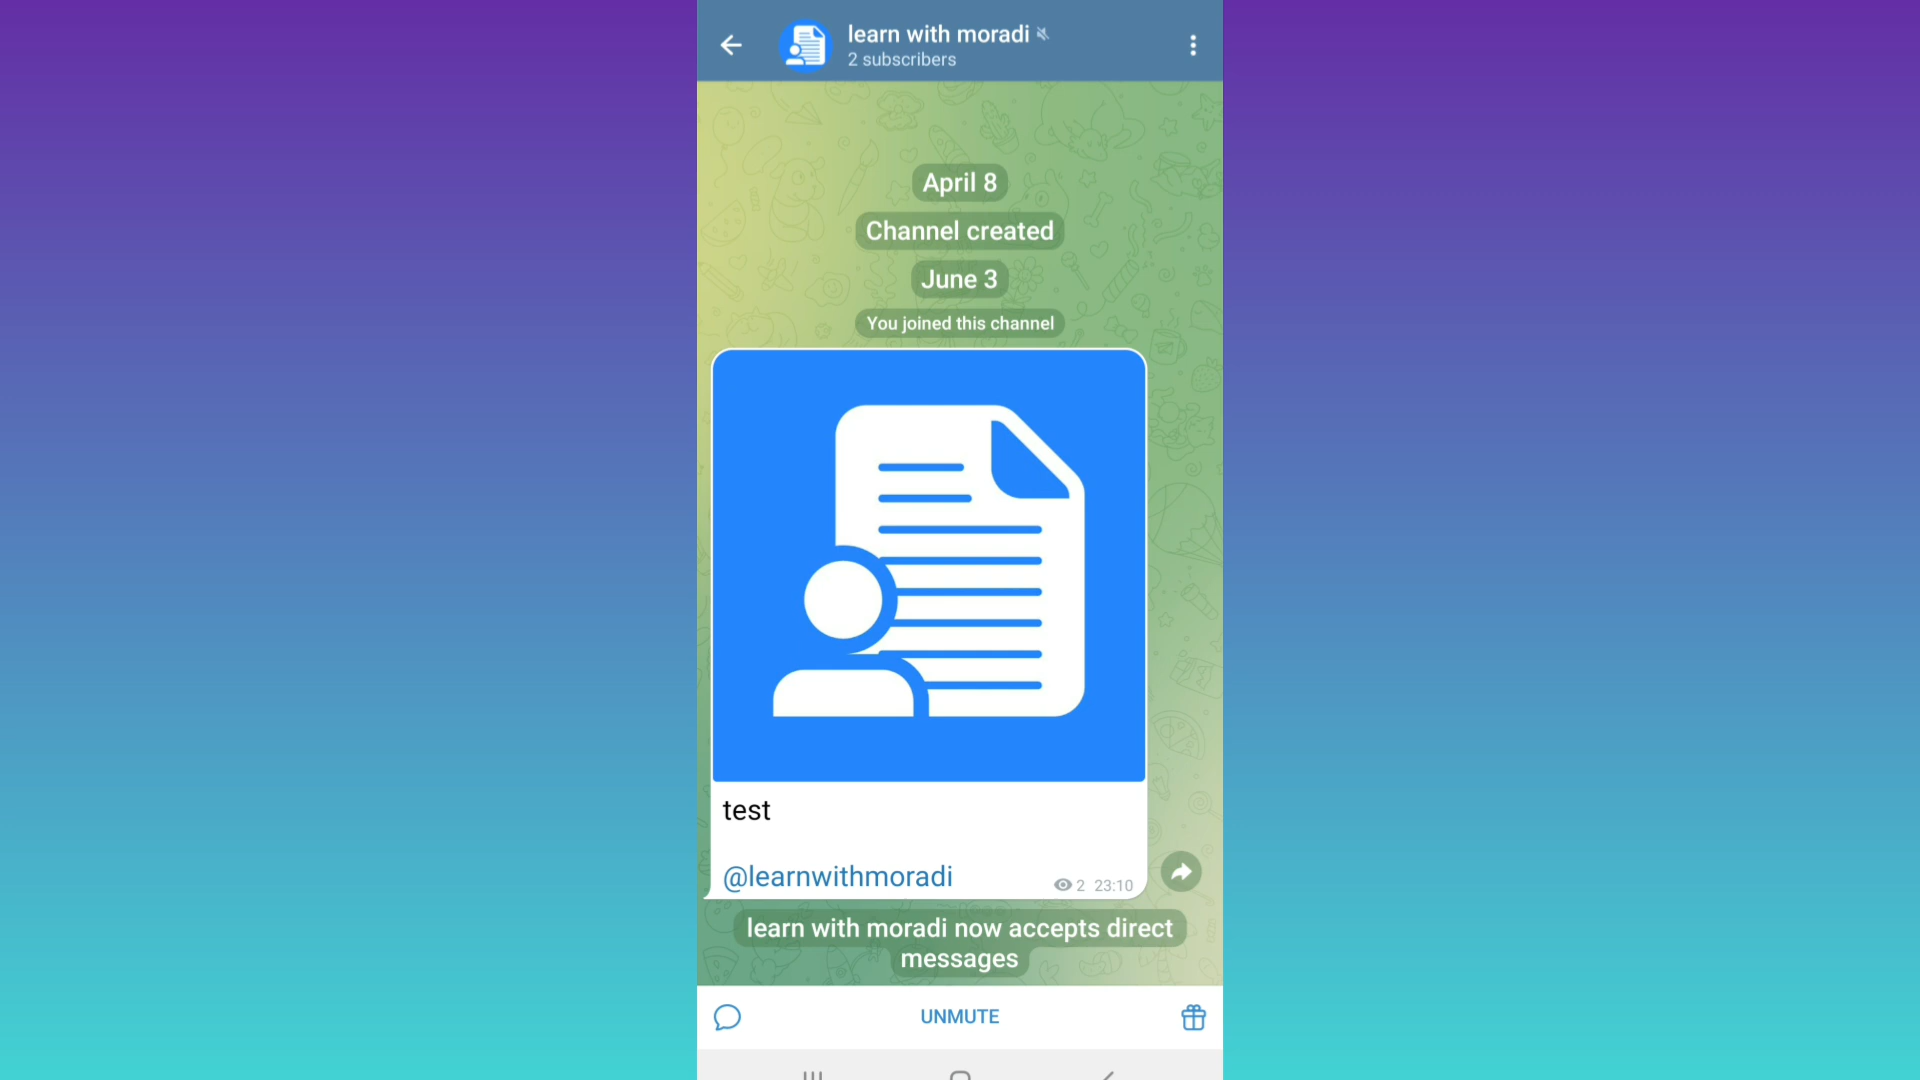 learn with moradi
2 subscribers
April 8
Channel created
June 3
You joined this channel
test
@learnwithmoradi
2 23:10
learn with moradi now accepts direct
messages
UNMUTE